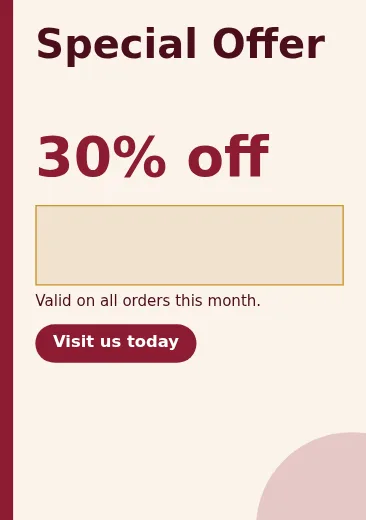 Special Offer
30% off
Valid on all orders this month.
Visit us today